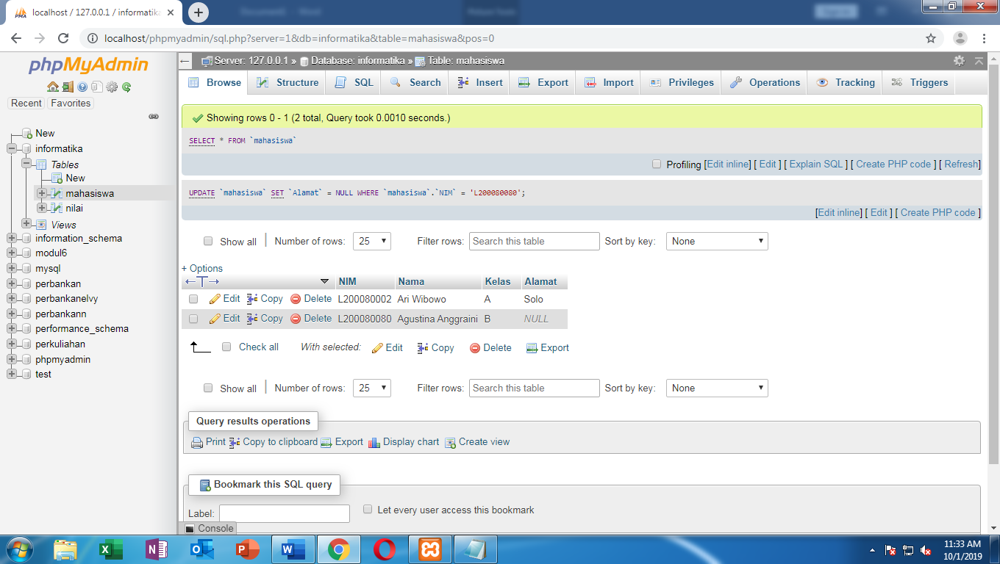 localhost / 127.0.0.1 / informatika
localhost/phpmyadmin/sql.php?server=1&db=informatika&table=mahasiswa&pos=0
phpMyAdmin
Recent Favorites
New
informatika
Tables
New
mahasiswa
nilai
Views
information_schema
modul6
mysql
perbankan
perbankanelvy
perbankann
performance_schema
perkuliahan
phpmyadmin
test
Server: 127.0.0.1 » Database: informatika » Table: mahasiswa
Browse Structure SQL Search Insert Export Import Privileges Operations Tracking Triggers
Showing rows 0 - 1 (2 total, Query took 0.0010 seconds.)
SELECT * FROM `mahasiswa`
Profiling [Edit inline] [ Edit ] [ Explain SQL ] [ Create PHP code ] [ Refresh]
UPDATE `mahasiswa` SET `Alamat` = NULL WHERE `mahasiswa`.`NIM` = 'L200080080';
[Edit inline] [ Edit ] [ Create PHP code ]
Show all | Number of rows: 25 Filter rows: Search this table Sort by key: None
+ Options
NIM Nama Kelas Alamat
Edit Copy Delete L200080002 Ari Wibowo A Solo
Edit Copy Delete L200080080 Agustina Anggraini B NULL
Check all With selected: Edit Copy Delete Export
Show all | Number of rows: 25 Filter rows: Search this table Sort by key: None
Query results operations
Print Copy to clipboard Export Display chart Create view
Bookmark this SQL query
Label: Let every user access this bookmark
Console
11:33 AM
10/1/2019